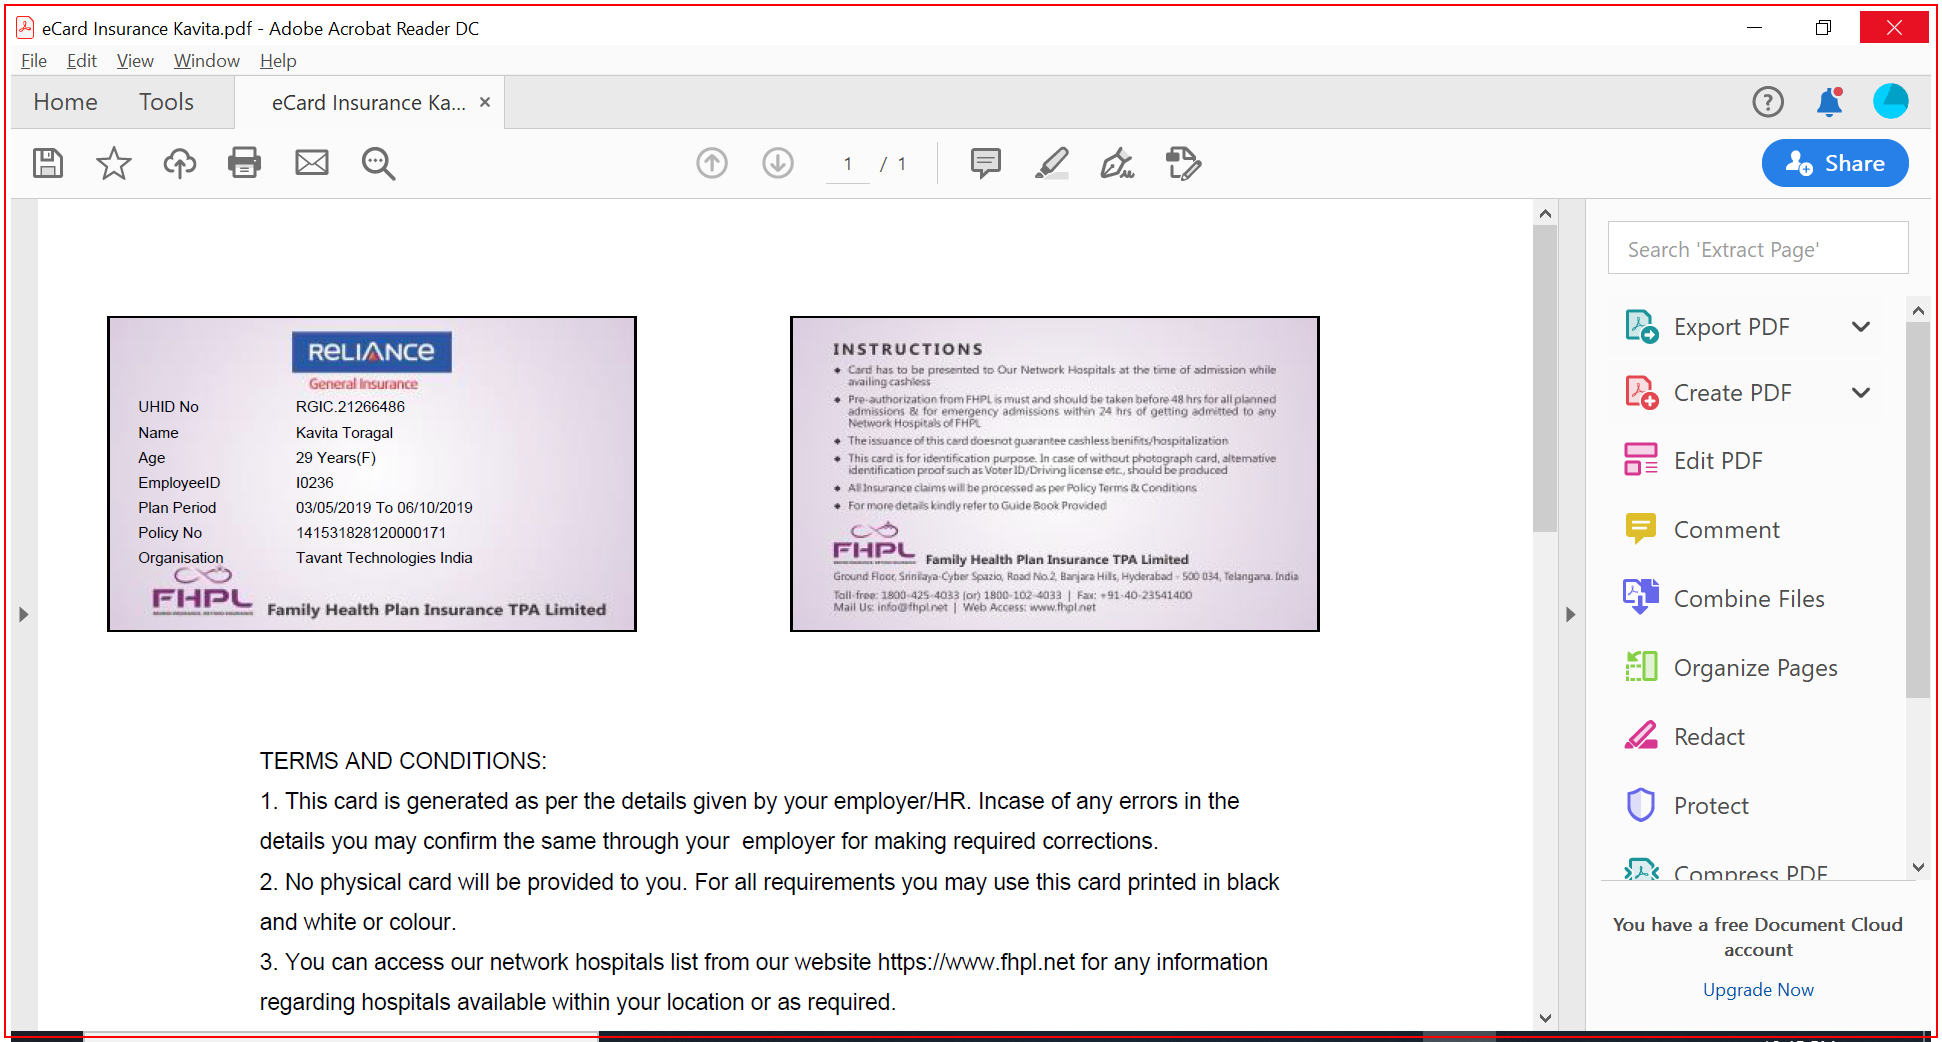 eCard Insurance Kavita.pdf - Adobe Acrobat Reader DC
File Edit View Window Help
Home Tools eCard Insurance Ka... ×
1 / 1
Share
Search 'Extract Page'
Export PDF
Create PDF
Edit PDF
Comment
Combine Files
Organize Pages
Redact
Protect
Compress PDF
You have a free Document Cloud
account
Upgrade Now
RELIANCE
General Insurance
UHID No RGIC.21266486
Name Kavita Toragal
Age 29 Years(F)
EmployeeID I0236
Plan Period 03/05/2019 To 06/10/2019
Policy No 141531828120000171
Organisation Tavant Technologies India
FHPL Family Health Plan Insurance TPA Limited
INSTRUCTIONS
Card has to be presented to Our Network Hospitals at the time of admission while
availing cashless
Pre-authorization from FHPL is must and should be taken before 48 hrs for all planned
admissions & for emergency admissions within 24 hrs of getting admitted to any
Network Hospitals of FHPL
The issuance of this card doesnot guarantee cashless benifits/hospitalization
This card is for identification purpose. In case of without photograph card, alternative
identification proof such as Voter ID/Driving license etc., should be produced
All Insurance claims will be processed as per Policy Terms & Conditions
For more details kindly refer to Guide Book Provided
FHPL Family Health Plan Insurance TPA Limited
Ground Floor, Srinilaya-Cyber Spazio, Road No.2, Banjara Hills, Hyderabad - 500 034, Telangana. India
Toll-free: 1800-425-4033 (or) 1800-102-4033 | Fax: +91-40-23541400
Mail Us: info@fhpl.net | Web Access: www.fhpl.net
TERMS AND CONDITIONS:
1. This card is generated as per the details given by your employer/HR. Incase of any errors in the
details you may confirm the same through your employer for making required corrections.
2. No physical card will be provided to you. For all requirements you may use this card printed in black
and white or colour.
3. You can access our network hospitals list from our website https://www.fhpl.net for any information
regarding hospitals available within your location or as required.